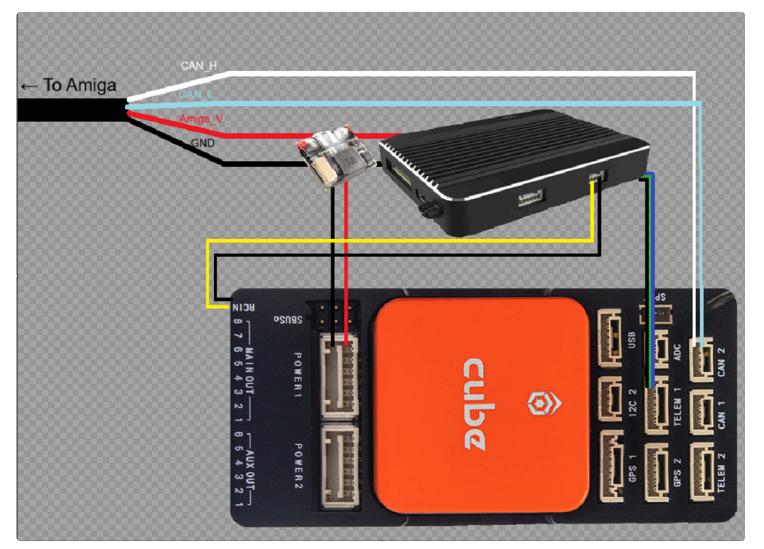 CAN_H
← To Amiga
CAN_L
Amiga_V
GND
RCIN
SBUSo
8 7 6 5 4 3 2 1
MAIN OUT
6 5 4 3 2 1
AUX OUT
POWER1
POWER2
cube
USB
I2C 2
GPS 1
ADC
TELEM 1
GPS 2
CAN 2
CAN 1
TELEM 2